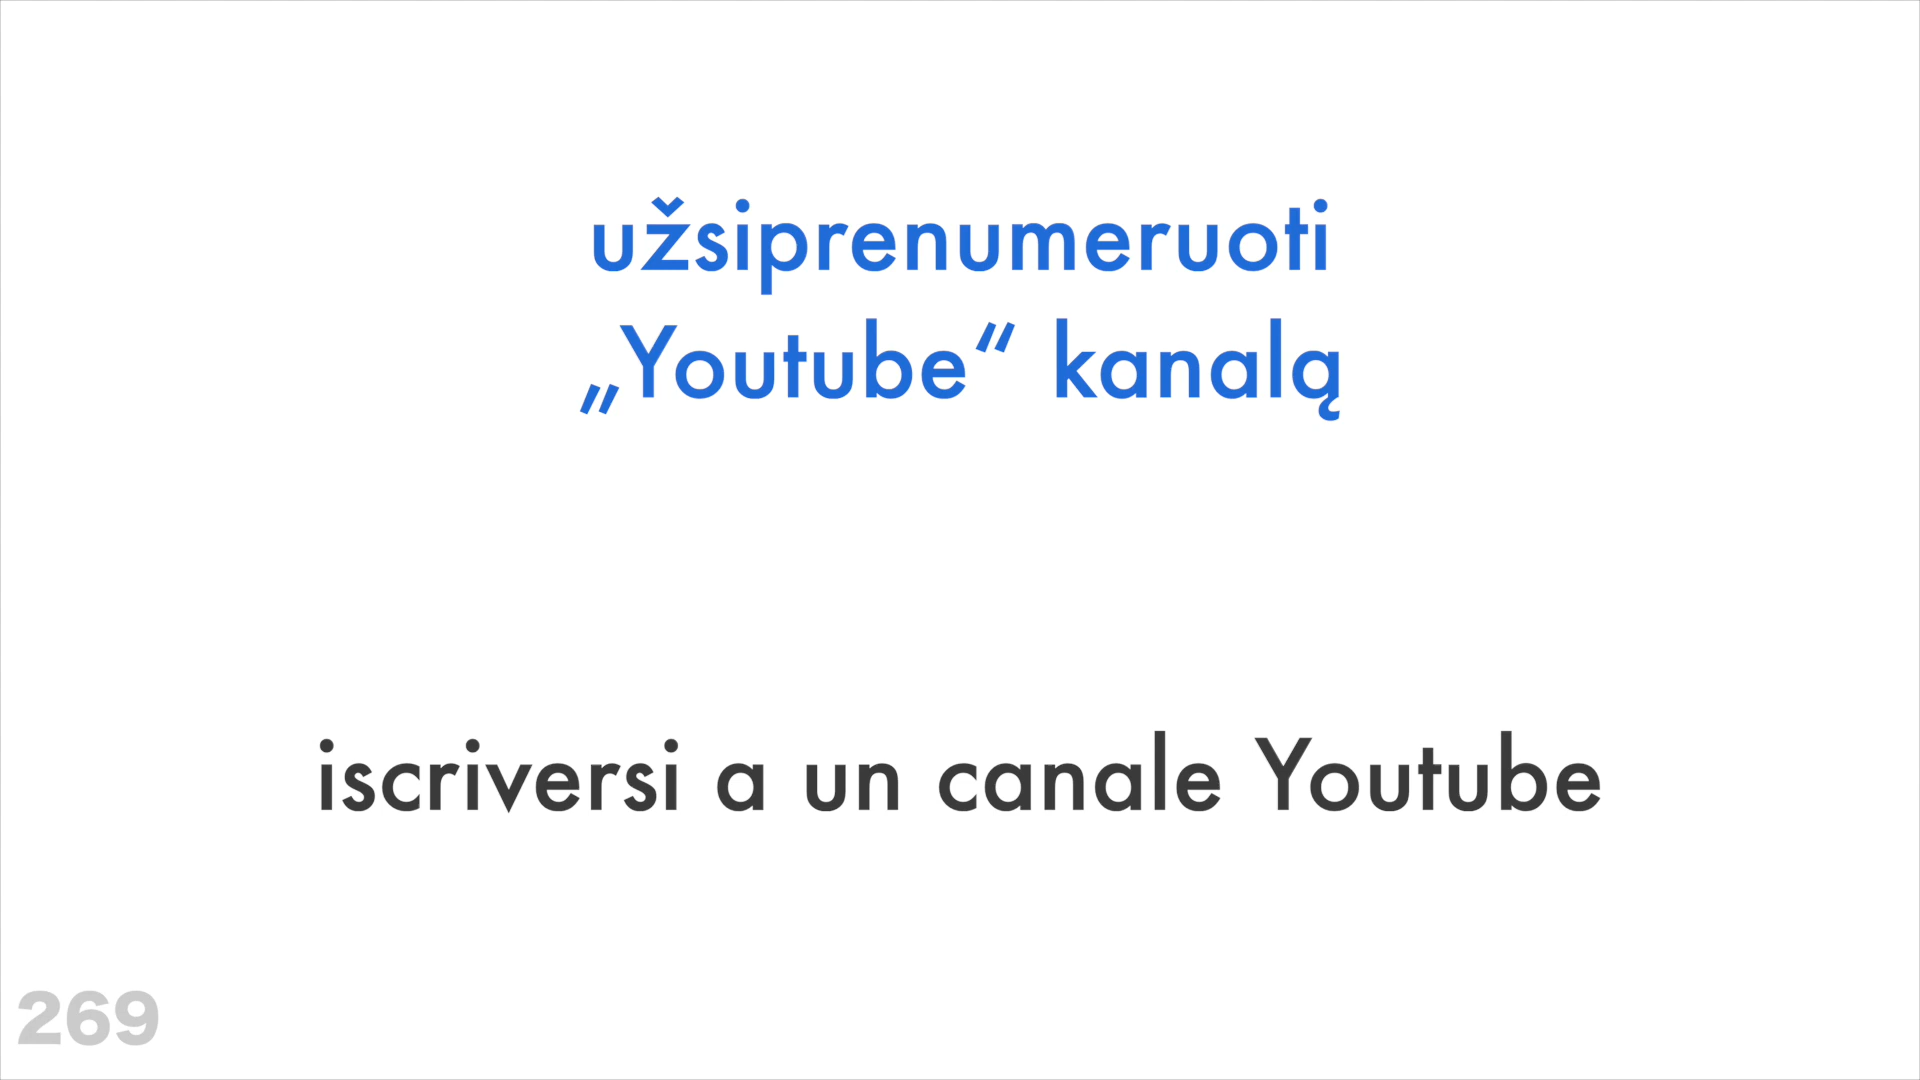 užsiprenumeruoti
„Youtube“ kanalą
iscriversi a un canale Youtube
269